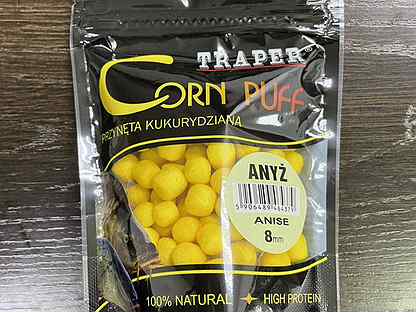 TRAPER
CORN PUFF
PRZYNĘTA KUKURYDZIANA
ANYŻ
ANISE
8mm
100% NATURAL HIGH PROTEIN